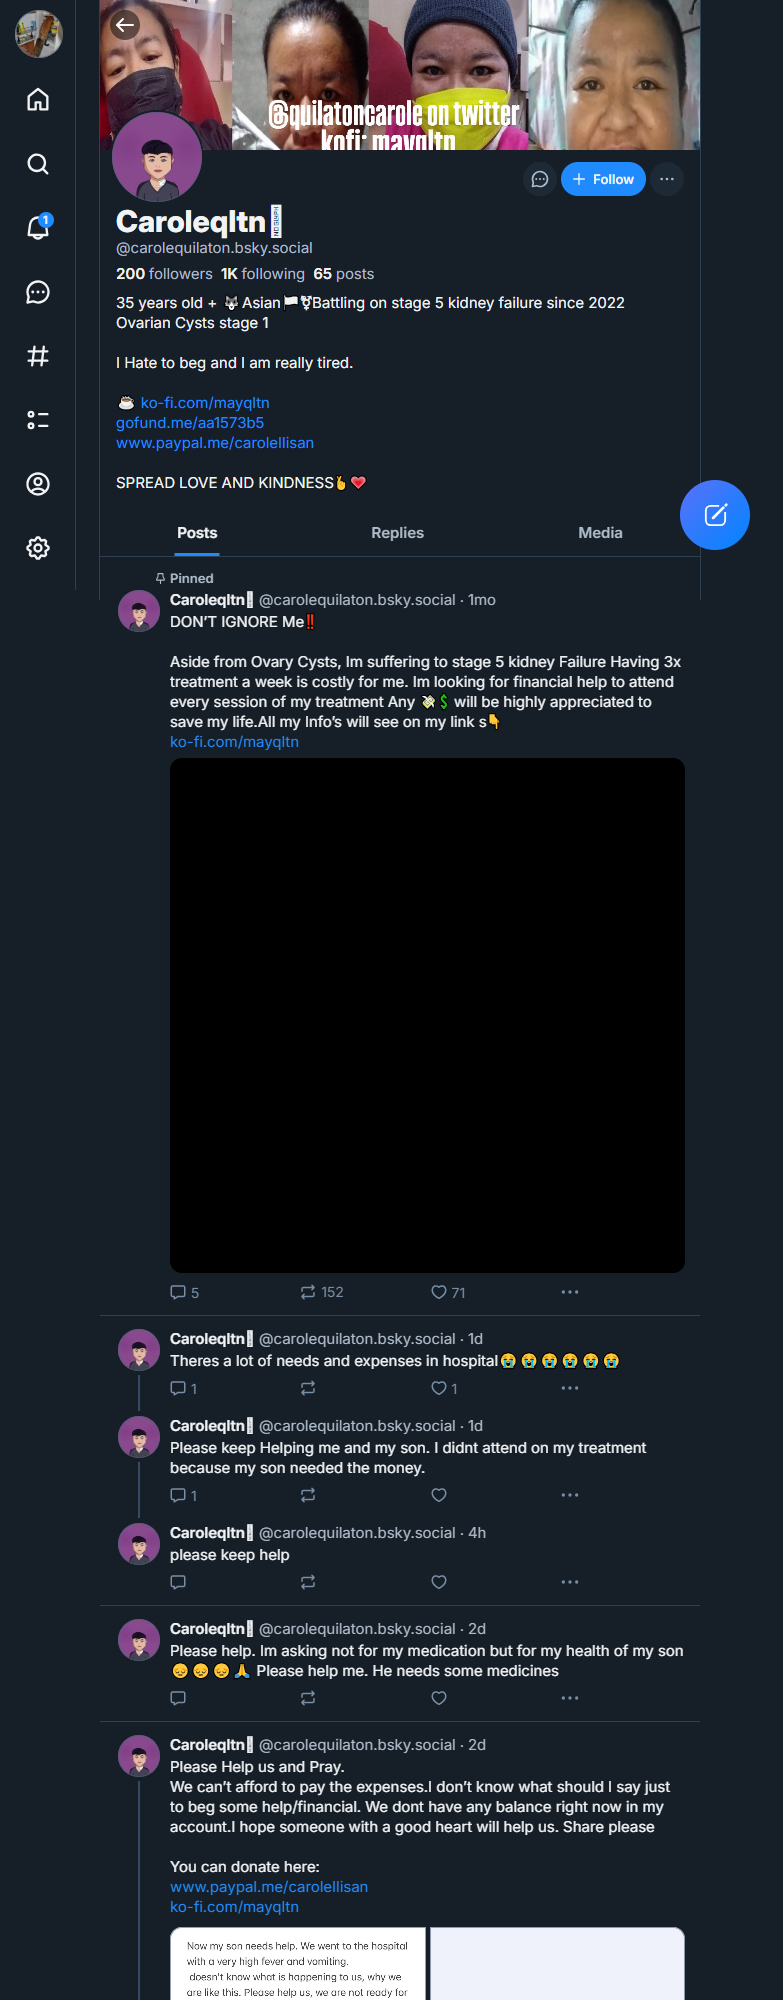 @quilatoncarole on twitter
kofi: mayqltn
1
Follow
Caroleqltn
@carolequilaton.bsky.social
200 followers 1K following 65 posts
35 years old + 🐺 Asian🏳️‍⚧️Battling on stage 5 kidney failure since 2022
Ovarian Cysts stage 1
I Hate to beg and I am really tired.
☕ ko-fi.com/mayqltn
gofund.me/aa1573b5
www.paypal.me/carolellisan
SPREAD LOVE AND KINDNESS🫰❤️
Posts Replies Media
Pinned
Caroleqltn @carolequilaton.bsky.social · 1mo
DON'T IGNORE Me‼️
Aside from Ovary Cysts, Im suffering to stage 5 kidney Failure Having 3x
treatment a week is costly for me. Im looking for financial help to attend
every session of my treatment Any 💸💲 will be highly appreciated to
save my life.All my Info's will see on my link s👇
ko-fi.com/mayqltn
5 152 71
Caroleqltn @carolequilaton.bsky.social · 1d
Theres a lot of needs and expenses in hospital😭😭😭😭😭😭
1 1
Caroleqltn @carolequilaton.bsky.social · 1d
Please keep Helping me and my son. I didnt attend on my treatment
because my son needed the money.
1
Caroleqltn @carolequilaton.bsky.social · 4h
please keep help
Caroleqltn @carolequilaton.bsky.social · 2d
Please help. Im asking not for my medication but for my health of my son
😔😔😔🙏 Please help me. He needs some medicines
Caroleqltn @carolequilaton.bsky.social · 2d
Please Help us and Pray.
We can't afford to pay the expenses.I don't know what should I say just
to beg some help/financial. We dont have any balance right now in my
account.I hope someone with a good heart will help us. Share please
You can donate here:
www.paypal.me/carolellisan
ko-fi.com/mayqltn
Now my son needs help. We went to the hospital
with a very high fever and vomiting.
doesn't know what is happening to us, why we
are like this. Please help us, we are not ready for